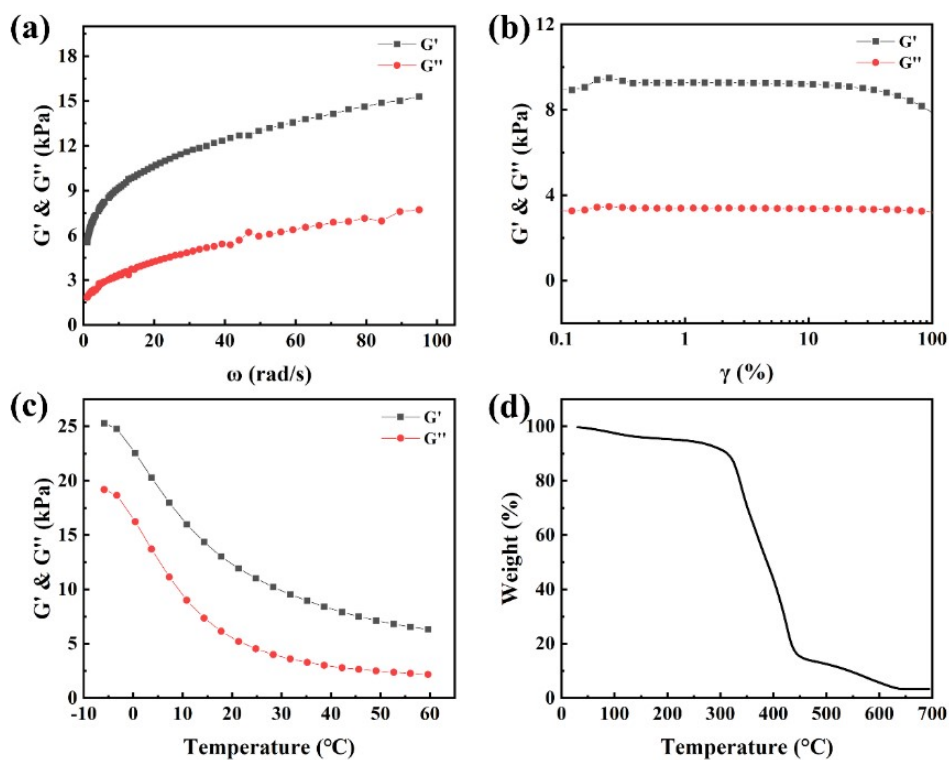 (a)
G'
G''
G' & G'' (kPa)
18
15
12
9
6
3
0
0 20 40 60 80 100
ω (rad/s)
(b)
G'
G''
G' & G'' (kPa)
12
8
4
0
0.1 1 10 100
γ (%)
(c)
G'
G''
G' & G'' (kPa)
25
20
15
10
5
0
-10 0 10 20 30 40 50 60
Temperature (°C)
(d)
Weight (%)
100
80
60
40
20
0
0 100 200 300 400 500 600 700
Temperature (°C)